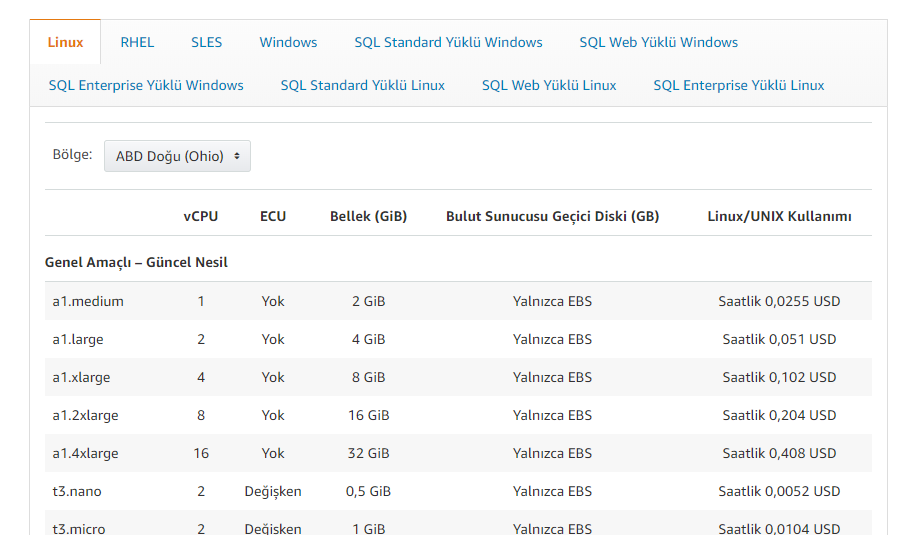 Linux RHEL SLES Windows SQL Standard Yüklü Windows SQL Web Yüklü Windows
SQL Enterprise Yüklü Windows SQL Standard Yüklü Linux SQL Web Yüklü Linux SQL Enterprise Yüklü Linux
Bölge: ABD Doğu (Ohio)
vCPU ECU Bellek (GiB) Bulut Sunucusu Geçici Diski (GB) Linux/UNIX Kullanımı
Genel Amaçlı – Güncel Nesil
a1.medium 1 Yok 2 GiB Yalnızca EBS Saatlik 0,0255 USD
a1.large 2 Yok 4 GiB Yalnızca EBS Saatlik 0,051 USD
a1.xlarge 4 Yok 8 GiB Yalnızca EBS Saatlik 0,102 USD
a1.2xlarge 8 Yok 16 GiB Yalnızca EBS Saatlik 0,204 USD
a1.4xlarge 16 Yok 32 GiB Yalnızca EBS Saatlik 0,408 USD
t3.nano 2 Değişken 0,5 GiB Yalnızca EBS Saatlik 0,0052 USD
t3.micro 2 Değişken 1 GiB Yalnızca EBS Saatlik 0,0104 USD